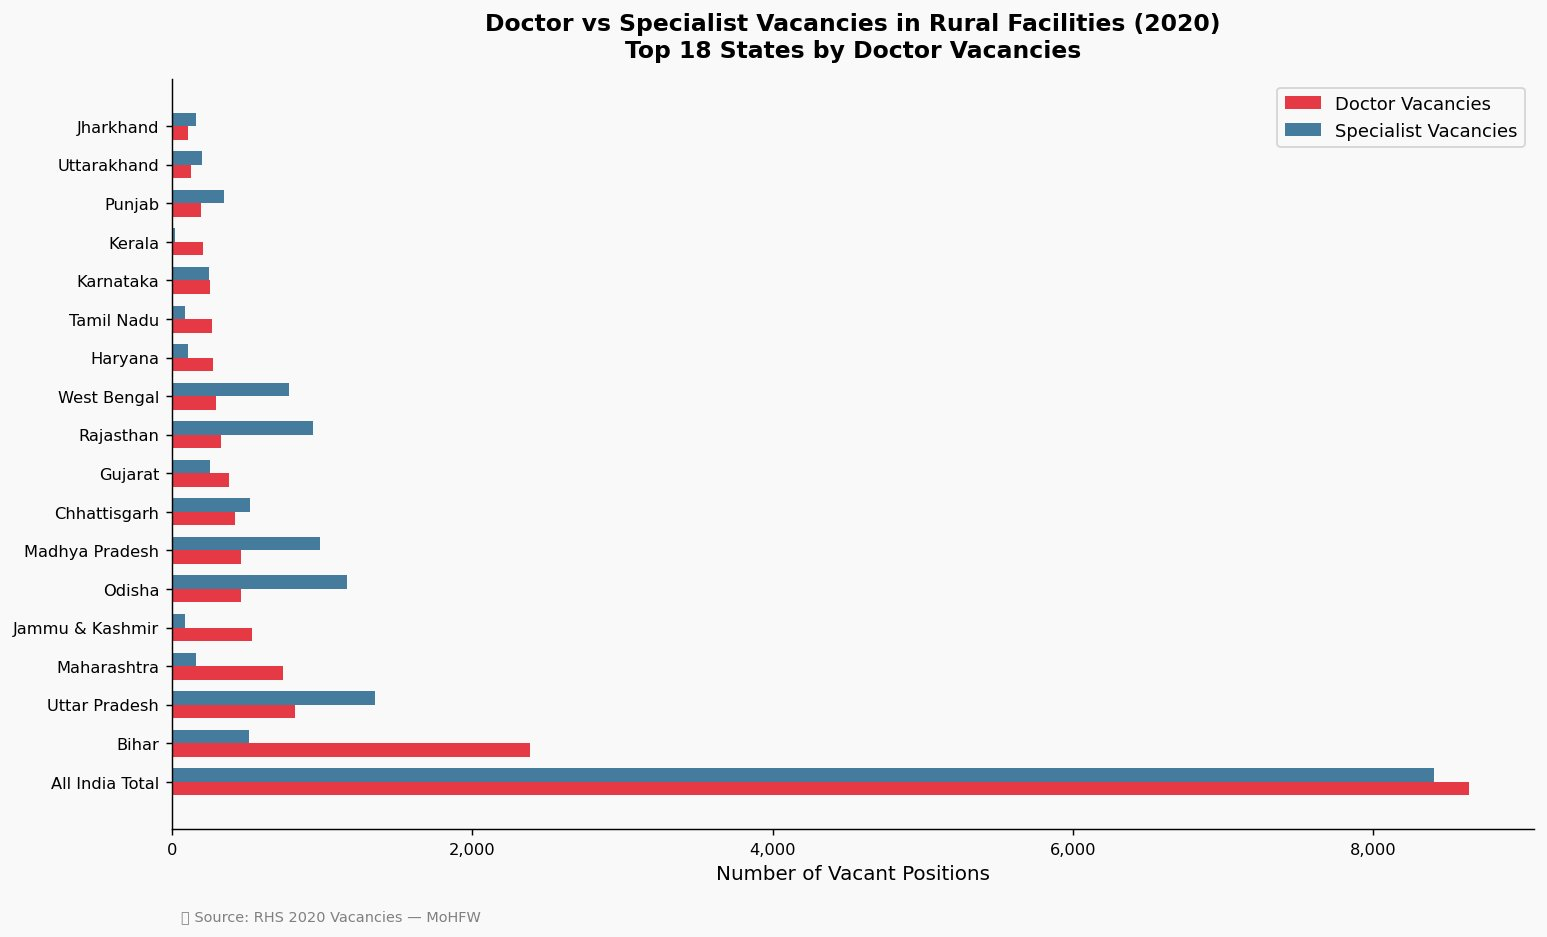 Doctor vs Specialist Vacancies in Rural Facilities (2020)
Top 18 States by Doctor Vacancies
Doctor Vacancies
Specialist Vacancies
Jharkhand
Uttarakhand
Punjab
Kerala
Karnataka
Tamil Nadu
Haryana
West Bengal
Rajasthan
Gujarat
Chhattisgarh
Madhya Pradesh
Odisha
Jammu & Kashmir
Maharashtra
Uttar Pradesh
Bihar
All India Total
0 2,000 4,000 6,000 8,000
Number of Vacant Positions
Source: RHS 2020 Vacancies — MoHFW